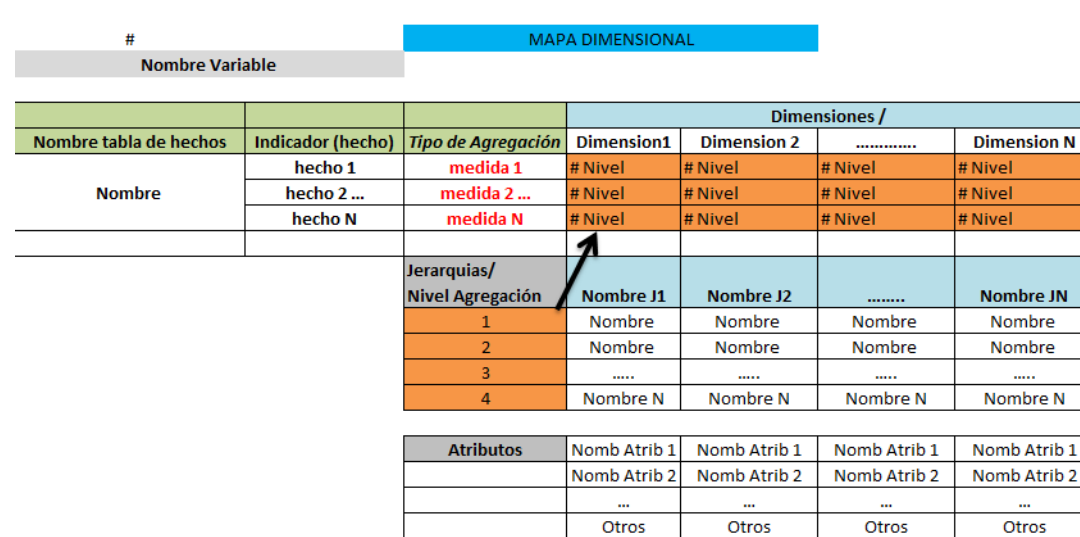 # MAPA DIMENSIONAL
Nombre Variable
Dimensiones /
Nombre tabla de hechos Indicador (hecho) Tipo de Agregación Dimension1 Dimension 2 ............. Dimension N
hecho 1 medida 1 # Nivel # Nivel # Nivel # Nivel
Nombre hecho 2 ... medida 2 ... # Nivel # Nivel # Nivel # Nivel
hecho N medida N # Nivel # Nivel # Nivel # Nivel
Jerarquias/
Nivel Agregación Nombre J1 Nombre J2 ........ Nombre JN
1 Nombre Nombre Nombre Nombre
2 Nombre Nombre Nombre Nombre
3 ..... ..... ..... .....
4 Nombre N Nombre N Nombre N Nombre N
Atributos Nomb Atrib 1 Nomb Atrib 1 Nomb Atrib 1 Nomb Atrib 1
Nomb Atrib 2 Nomb Atrib 2 Nomb Atrib 2 Nomb Atrib 2
... ... ... ...
Otros Otros Otros Otros